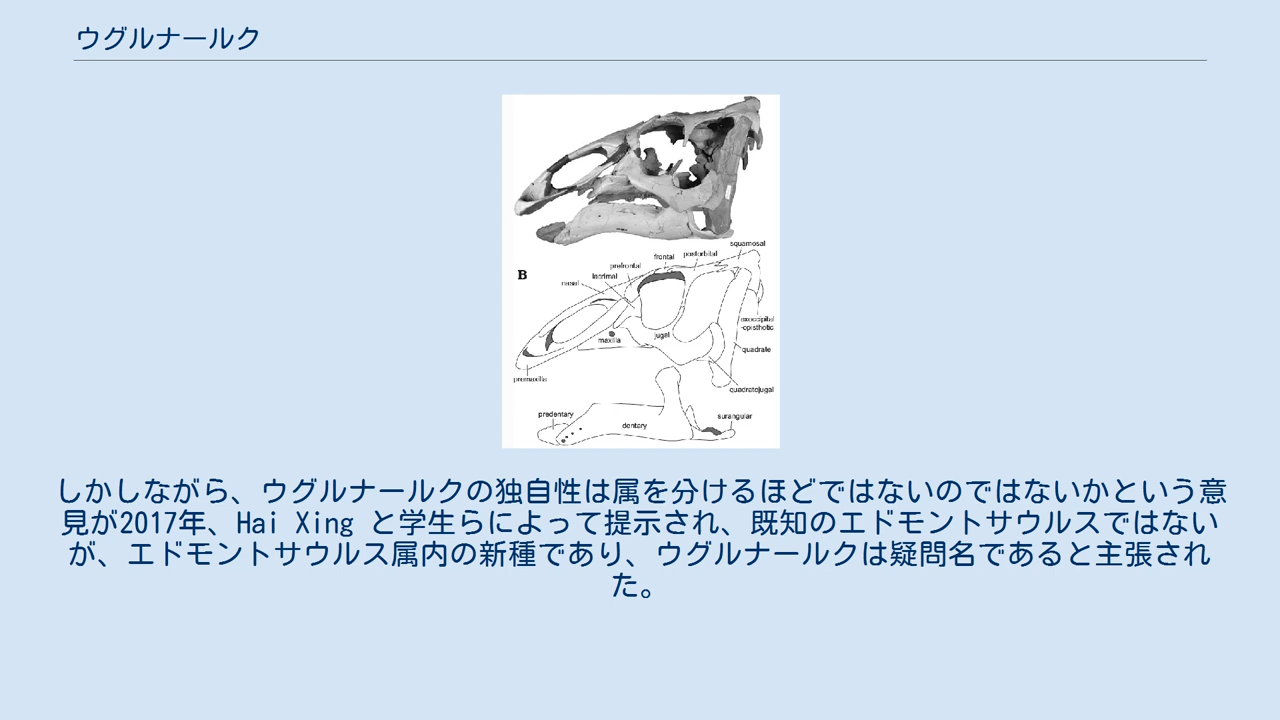 ウグルナールク
squamosal
frontal
postorbital
prefrontal
lacrimal
B
nasal
exoccipital
-opisthotic
jugal
maxilla
quadrate
premaxilla
quadratojugal
predentary
surangular
dentary
しかしながら、ウグルナールクの独自性は属を分けるほどではないのではないかという意
見が2017年、Hai Xing と学生らによって提示され、既知のエドモントサウルスではない
が、エドモントサウルス属内の新種であり、ウグルナールクは疑問名であると主張され
た。